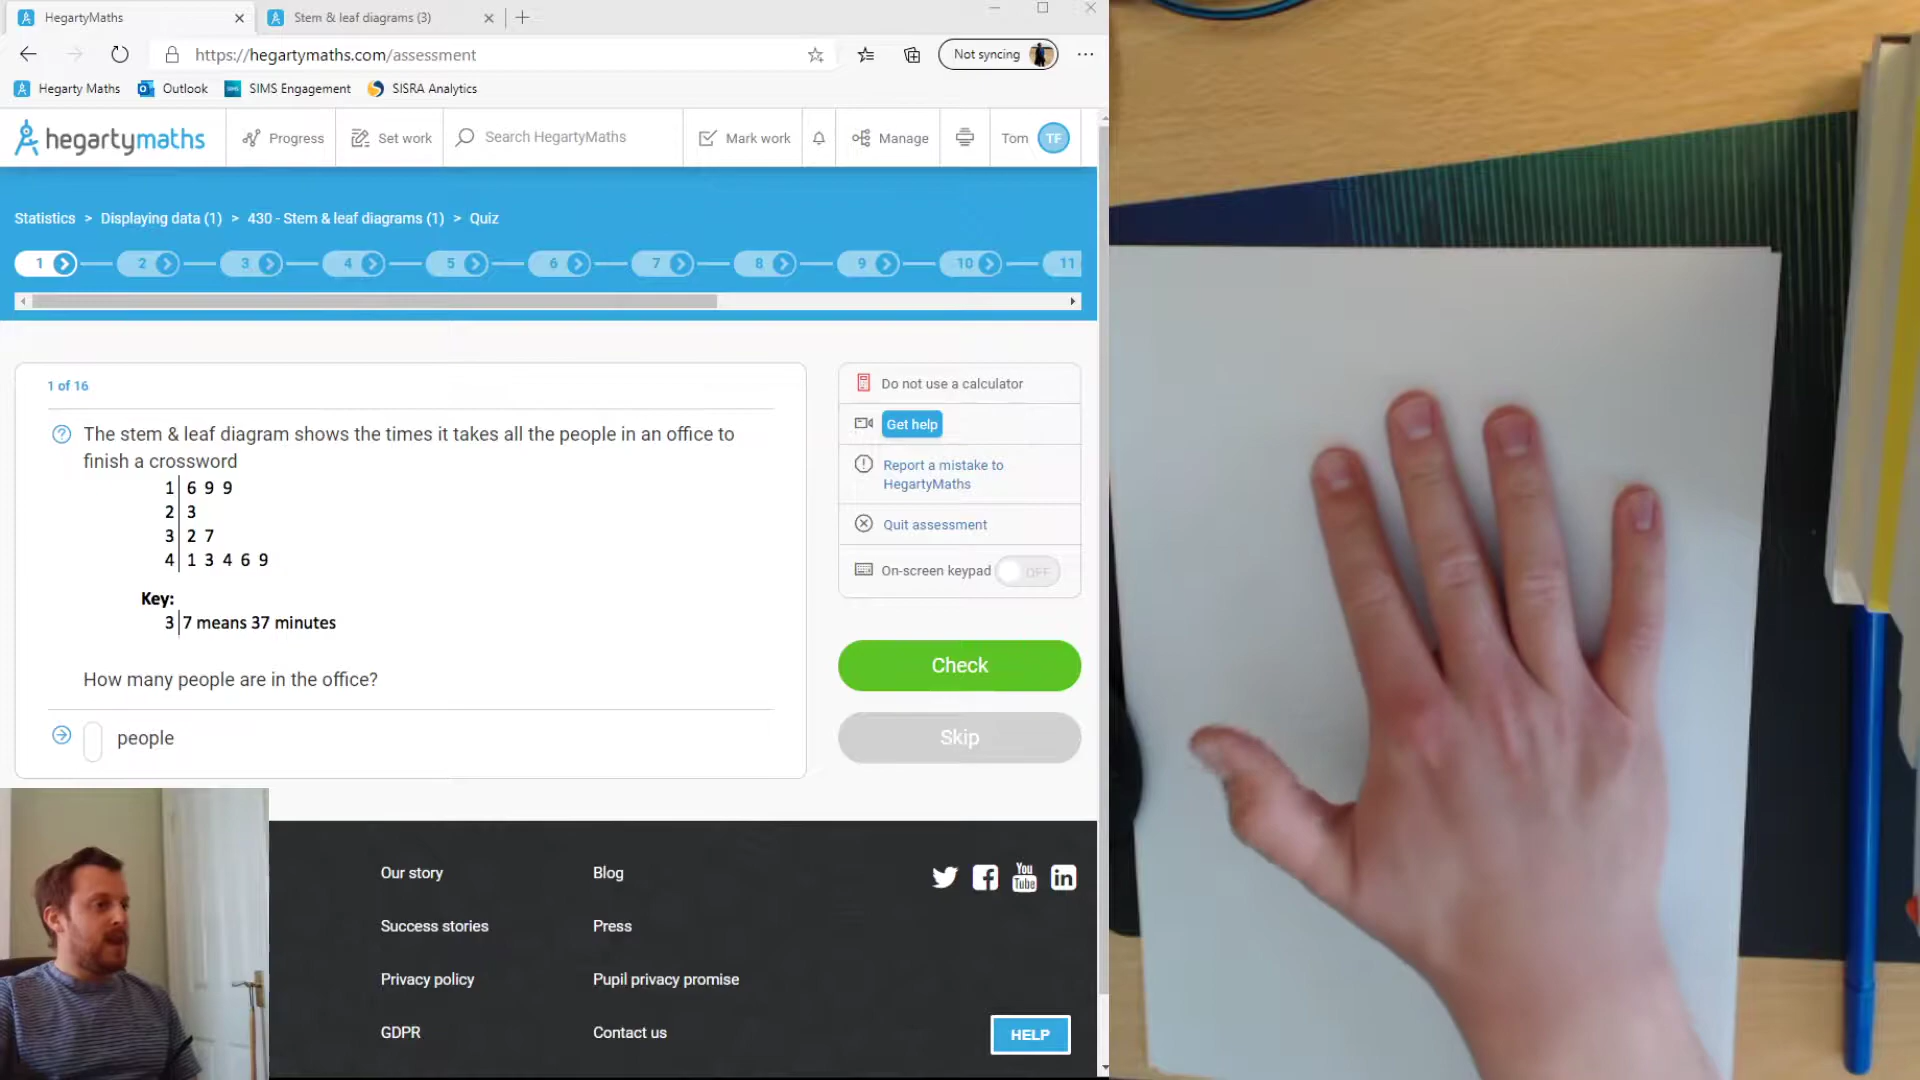 HegartyMaths
Stem & leaf diagrams (3)
https://hegartymaths.com/assessment
Not syncing
Hegarty Maths
Outlook
SIMS Engagement
SISRA Analytics
hegartymaths
Progress
Set work
Search HegartyMaths
Mark work
Manage
Tom
TF
Statistics > Displaying data (1) > 430 - Stem & leaf diagrams (1) > Quiz
1 2 3 4 5 6 7 8 9 10 11
1 of 16
The stem & leaf diagram shows the times it takes all the people in an office to
finish a crossword
1 | 6 9 9
2 | 3
3 | 2 7
4 | 1 3 4 6 9
Key:
3 | 7 means 37 minutes
How many people are in the office?
people
Do not use a calculator
Get help
Report a mistake to
HegartyMaths
Quit assessment
On-screen keypad OFF
Check
Skip
Our story
Blog
You
Tube
in
Success stories
Press
Privacy policy
Pupil privacy promise
GDPR
Contact us
HELP